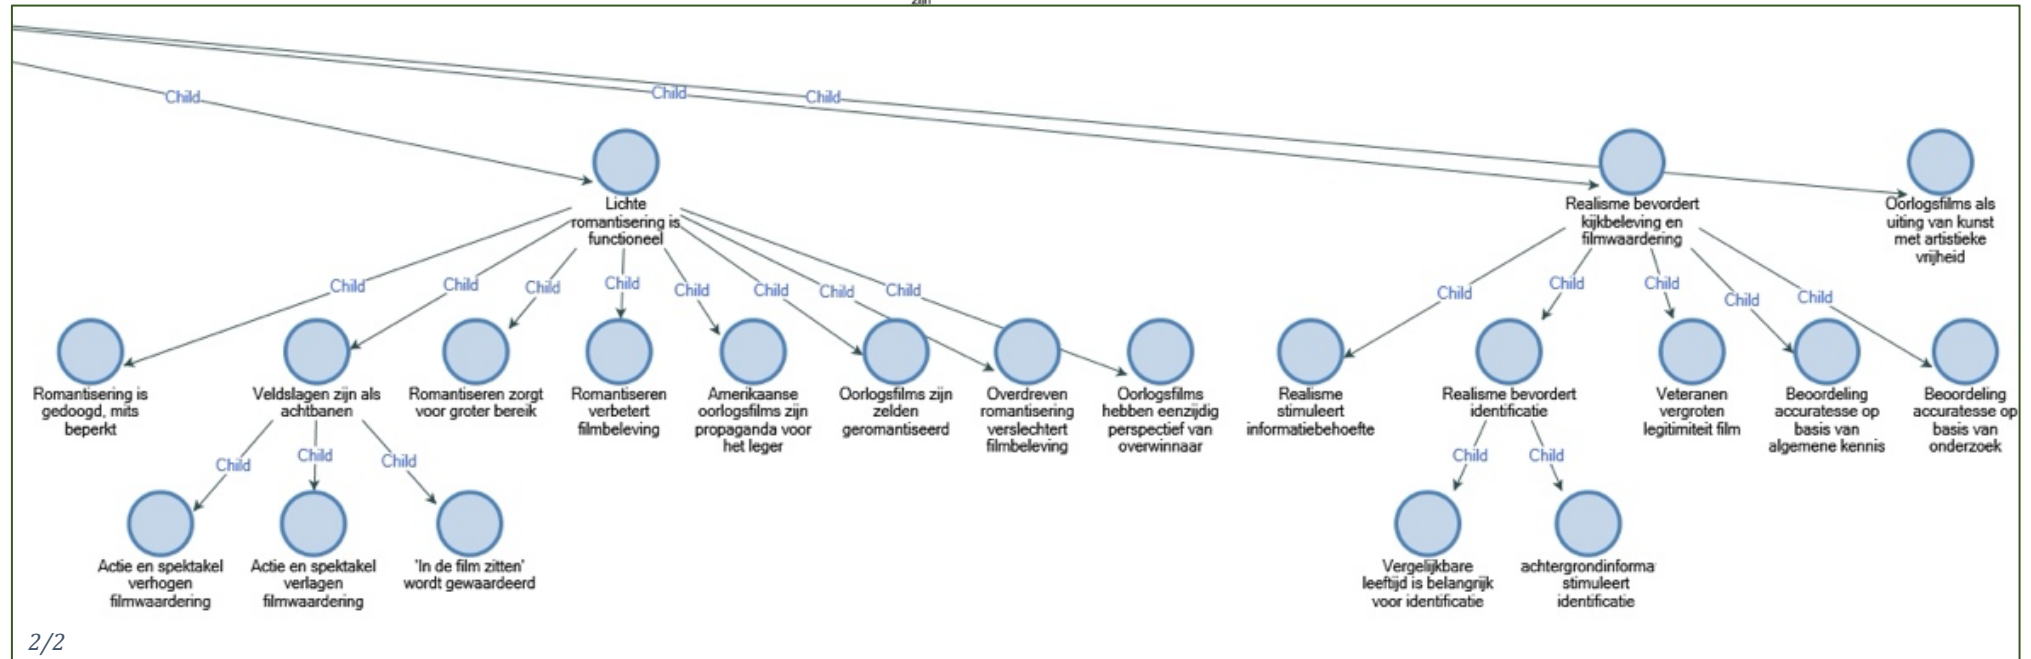 zijn
Child
Child
Child
Lichte
romantisering is
functioneel
Realisme bevordert
kijkbeleving en
filmwaardering
Oorlogsfilms als
uiting van kunst
met artistieke
vrijheid
Child
Child
Child
Child
Child
Child
Child
Child
Child
Child
Child
Child
Child
Romantisering is
gedoogd, mits
beperkt
Veldslagen zijn als
achtbanen
Romantiseren zorgt
voor groter bereik
Romantiseren
verbetert
filmbeleving
Amerikaanse
oorlogsfilms zijn
propaganda voor
het leger
Oorlogsfilms zijn
zelden
geromantiseerd
Overdreven
romantisering
verslechtert
filmbeleving
Oorlogsfilms
hebben eenzijdig
perspectief van
overwinnaar
Realisme
stimuleert
informatiebehoefte
Realisme bevordert
identificatie
Veteranen
vergroten
legitimiteit film
Beoordeling
accuratesse op
basis van
algemene kennis
Beoordeling
accuratesse op
basis van
onderzoek
Child
Child
Child
Child
Child
Actie en spektakel
verhogen
filmwaardering
Actie en spektakel
verlagen
filmwaardering
'In de film zitten'
wordt gewaardeerd
Vergelijkbare
leeftijd is belangrijk
voor identificatie
achtergrondinforma
stimuleert
identificatie
2/2